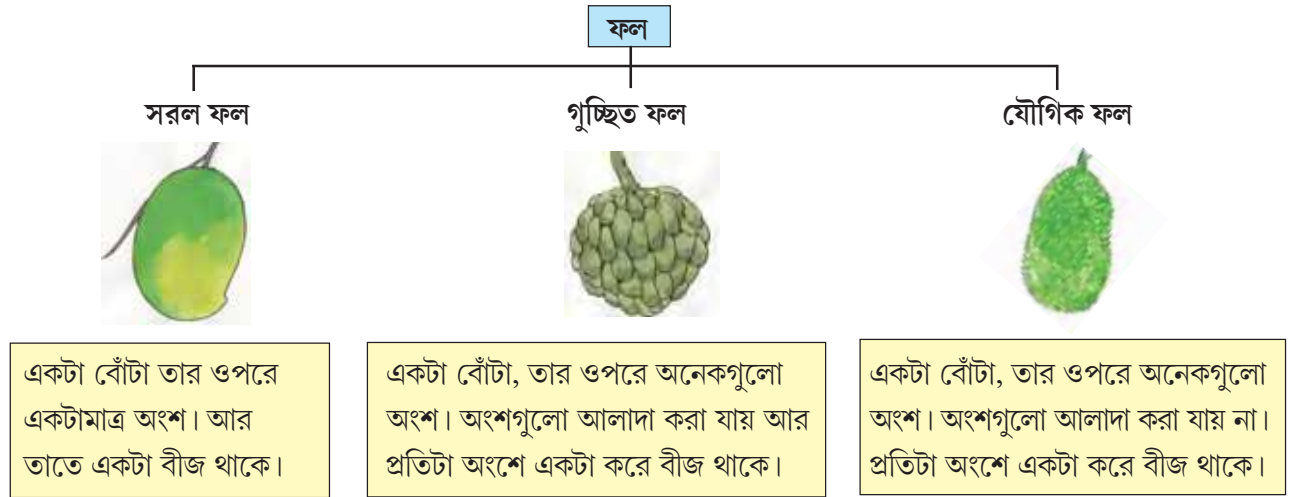 ফল
সরল ফল
গুচ্ছিত ফল
যৌগিক ফল
একটা বোঁটা তার ওপরে
একটামাত্র অংশ। আর
তাতে একটা বীজ থাকে।
একটা বোঁটা, তার ওপরে অনেকগুলো
অংশ। অংশগুলো আলাদা করা যায় আর
প্রতিটা অংশে একটা করে বীজ থাকে।
একটা বোঁটা, তার ওপরে অনেকগুলো
অংশ। অংশগুলো আলাদা করা যায় না।
প্রতিটা অংশে একটা করে বীজ থাকে।